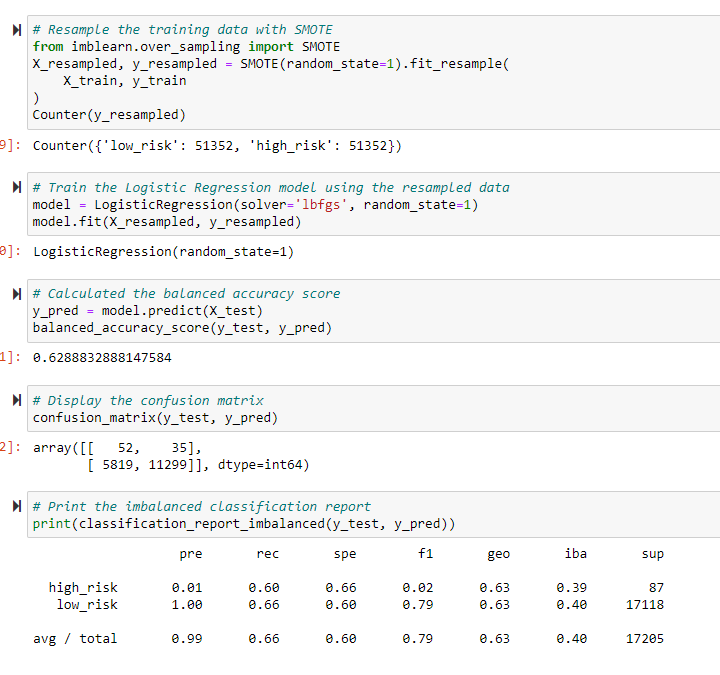 # Resample the training data with SMOTE
from imblearn.over_sampling import SMOTE
X_resampled, y_resampled = SMOTE(random_state=1).fit_resample(
    X_train, y_train
)
Counter(y_resampled)
9]: Counter({'low_risk': 51352, 'high_risk': 51352})
# Train the Logistic Regression model using the resampled data
model = LogisticRegression(solver='lbfgs', random_state=1)
model.fit(X_resampled, y_resampled)
0]: LogisticRegression(random_state=1)
# Calculated the balanced accuracy score
y_pred = model.predict(X_test)
balanced_accuracy_score(y_test, y_pred)
1]: 0.6288832888147584
# Display the confusion matrix
confusion_matrix(y_test, y_pred)
2]: array([[   52,    35],
       [ 5819, 11299]], dtype=int64)
# Print the imbalanced classification report
print(classification_report_imbalanced(y_test, y_pred))
pre rec spe f1 geo iba sup
high_risk 0.01 0.60 0.66 0.02 0.63 0.39 87
low_risk 1.00 0.66 0.60 0.79 0.63 0.40 17118
avg / total 0.99 0.66 0.60 0.79 0.63 0.40 17205